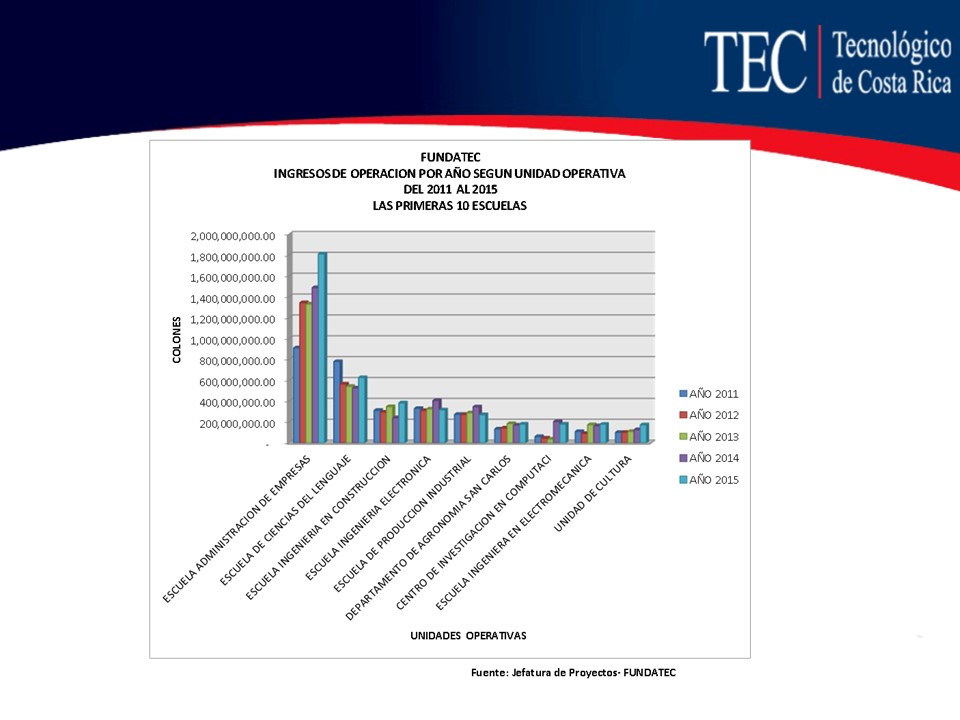 TEC
Tecnológico
de Costa Rica
FUNDATEC
INGRESOS DE OPERACION POR AÑO SEGUN UNIDAD OPERATIVA
DEL 2011 AL 2015
LAS PRIMERAS 10 ESCUELAS
COLONES
2,000,000,000.00
1,800,000,000.00
1,600,000,000.00
1,400,000,000.00
1,200,000,000.00
1,000,000,000.00
800,000,000.00
600,000,000.00
400,000,000.00
200,000,000.00
-
AÑO 2011
AÑO 2012
AÑO 2013
AÑO 2014
AÑO 2015
ESCUELA ADMINISTRACION DE EMPRESAS
ESCUELA DE CIENCIAS DEL LENGUAJE
ESCUELA INGENIERIA EN CONSTRUCCION
ESCUELA INGENIERIA ELECTRONICA
ESCUELA DE PRODUCCION INDUSTRIAL
DEPARTAMENTO DE AGRONOMIA SAN CARLOS
CENTRO DE INVESTIGACION EN COMPUTACI
ESCUELA INGENIERA EN ELECTROMECANICA
UNIDAD DE CULTURA
UNIDADES OPERATIVAS
Fuente: Jefatura de Proyectos- FUNDATEC